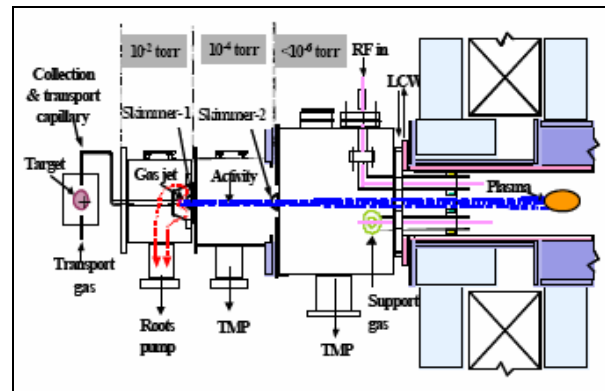 10-2 torr
10-4 torr
<10-6 torr
RF in
LCW
Collection
& transport
capillary
Skimmer-1
Skimmer-2
Target
Gas jet
Activity
Plasma
Transport
gas
Roots
pump
TMP
TMP
Support
gas